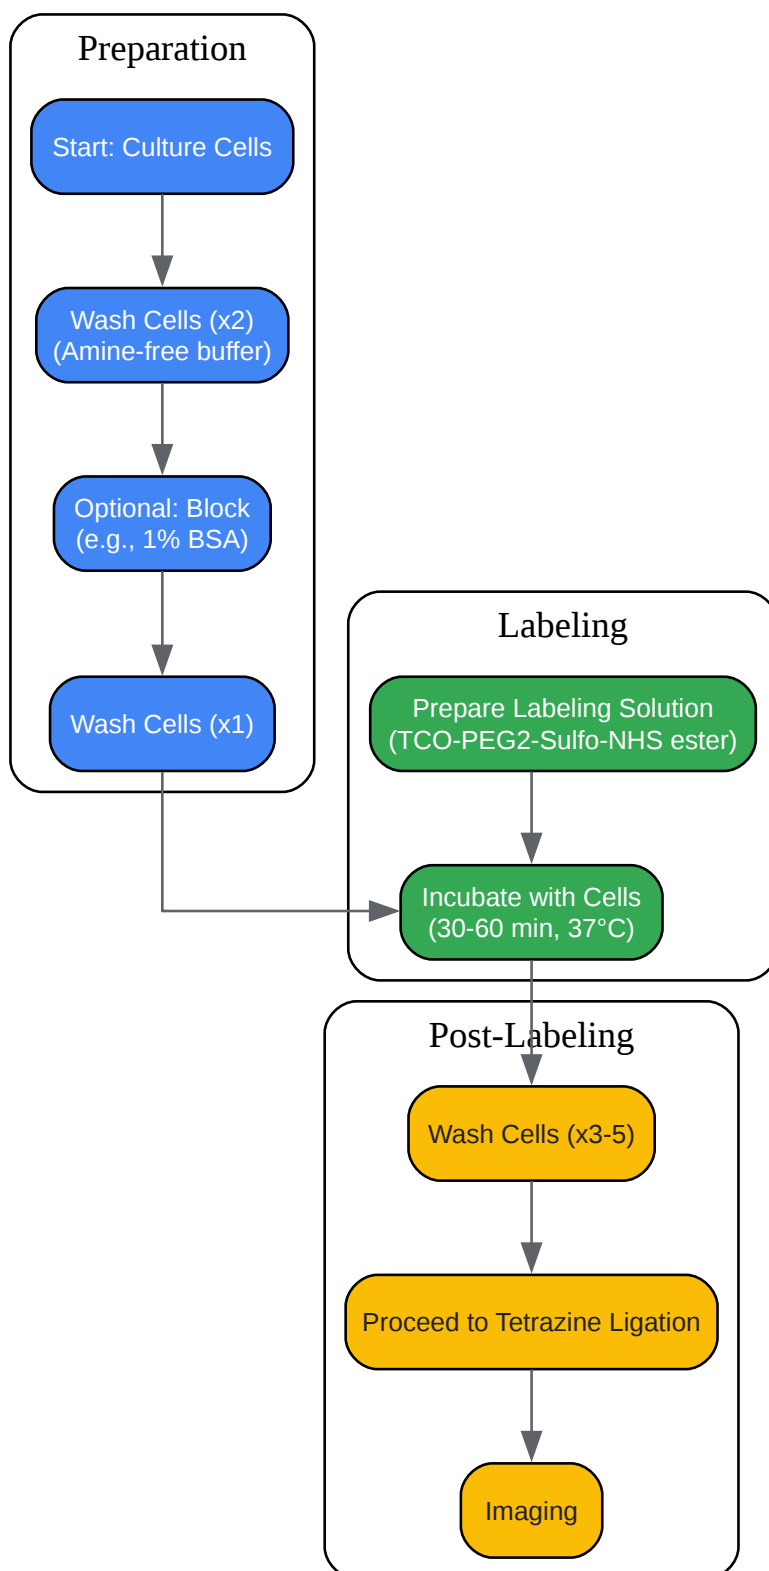 Preparation
Start: Culture Cells
Wash Cells (x2)
(Amine-free buffer)
Optional: Block
(e.g., 1% BSA)
Wash Cells (x1)
Labeling
Prepare Labeling Solution
(TCO-PEG2-Sulfo-NHS ester)
Incubate with Cells
(30-60 min, 37°C)
Post-Labeling
Wash Cells (x3-5)
Proceed to Tetrazine Ligation
Imaging